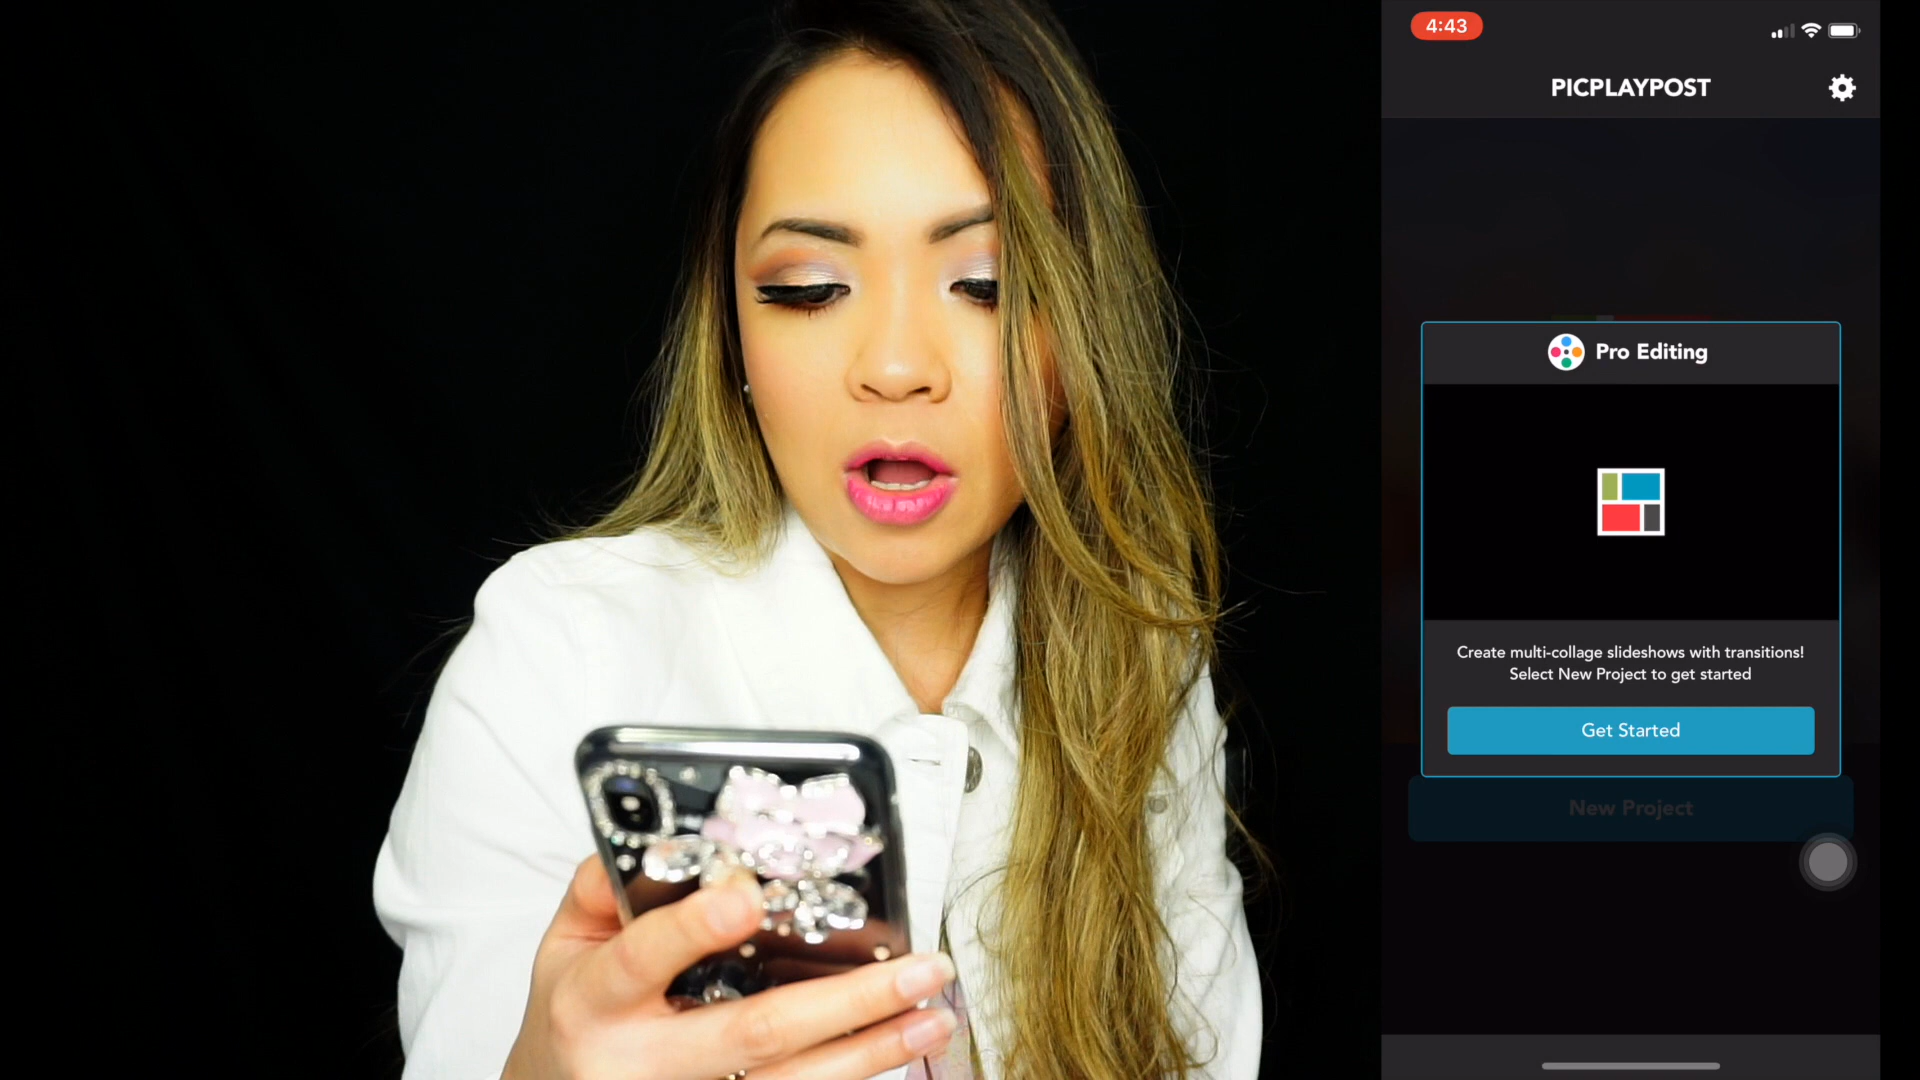 4:43
PICPLAYPOST
Pro Editing
Create multi-collage slideshows with transitions!
Select New Project to get started
Get Started
New Project